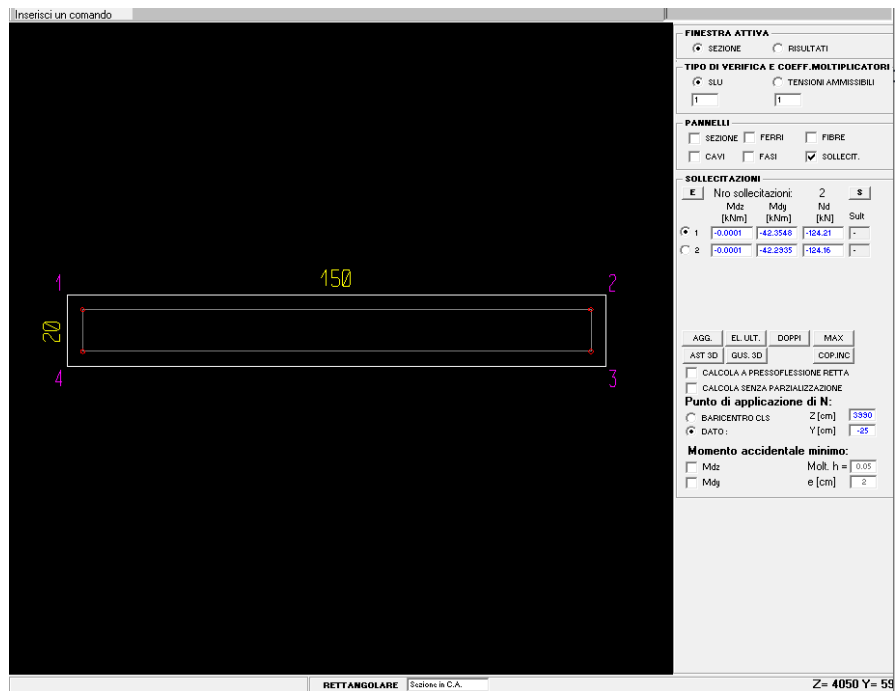 Inserisci un comando
FINESTRA ATTIVA
SEZIONE RISULTATI
TIPO DI VERIFICA E COEFF.MOLTIPLICATORI
SLU TENSIONI AMMISSIBILI
1 1
PANNELLI
SEZIONE FERRI FIBRE
CAVI FASI SOLLECIT.
SOLLECITAZIONI
E Nro sollecitazioni: 2 S
Mdz Mdy Nd
[kNm] [kNm] [kN] Sult
1 -0.0001 -42.3548 -124.21 -
2 -0.0001 -42.2935 -124.16 -
1 150 2
20
4 3
AGG. EL. ULT. DOPPI MAX
AST 3D GUS. 3D COP.INC
CALCOLA A PRESSOFLESSIONE RETTA
CALCOLA SENZA PARZIALIZZAZIONE
Punto di applicazione di N:
BARICENTRO CLS Z [cm] 3990
DATO : Y [cm] -25
Momento accidentale minimo:
Mdz Molt. h = 0.05
Mdy e [cm] 2
RETTANGOLARE Sezione in C.A. Z= 4050 Y= 59